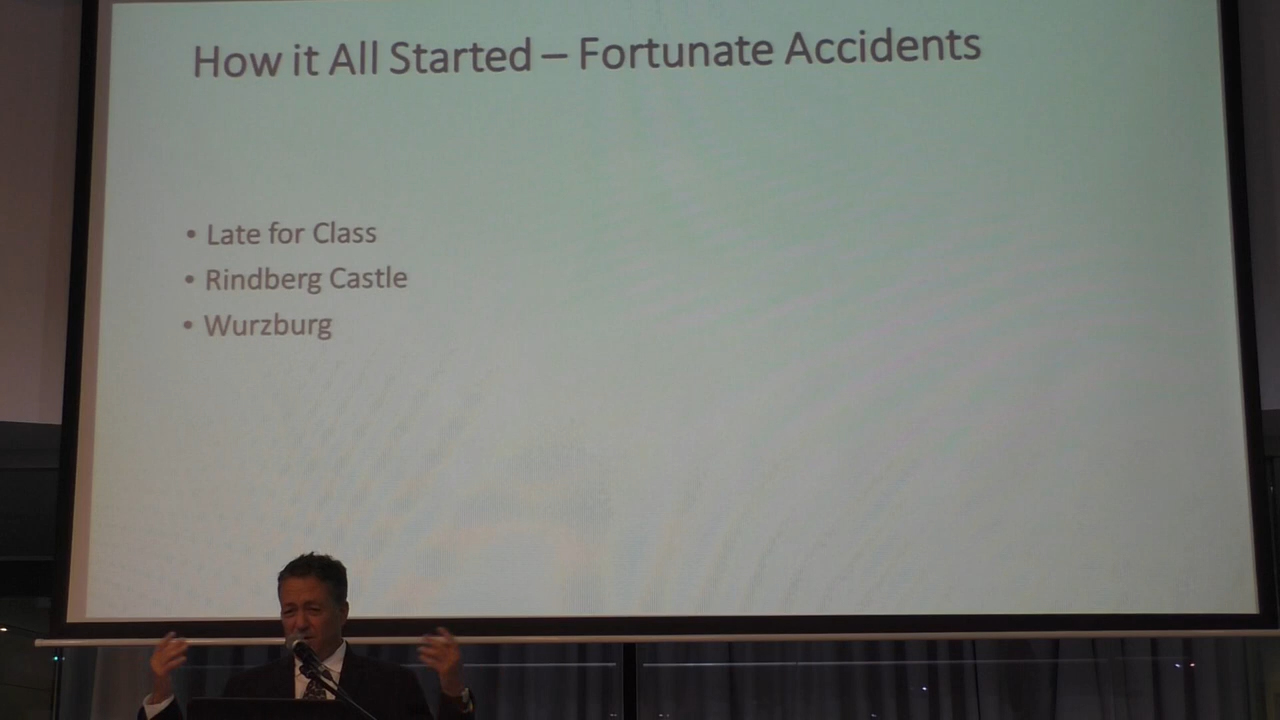 How it All Started – Fortunate Accidents
• Late for Class
• Rindberg Castle
• Wurzburg